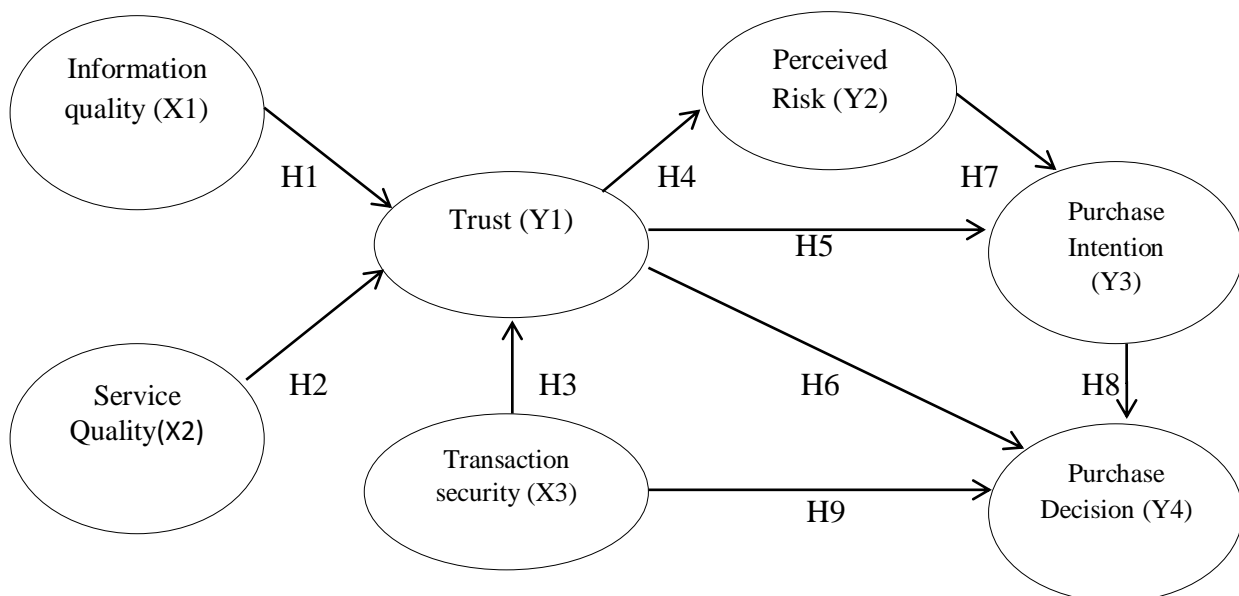 Information
quality (X1)
Perceived
Risk (Y2)
H1
H4
H7
Trust (Y1)
Purchase
Intention
(Y3)
H5
Service
Quality(X2)
H2
H3
H6
H8
Transaction
security (X3)
Purchase
Decision (Y4)
H9